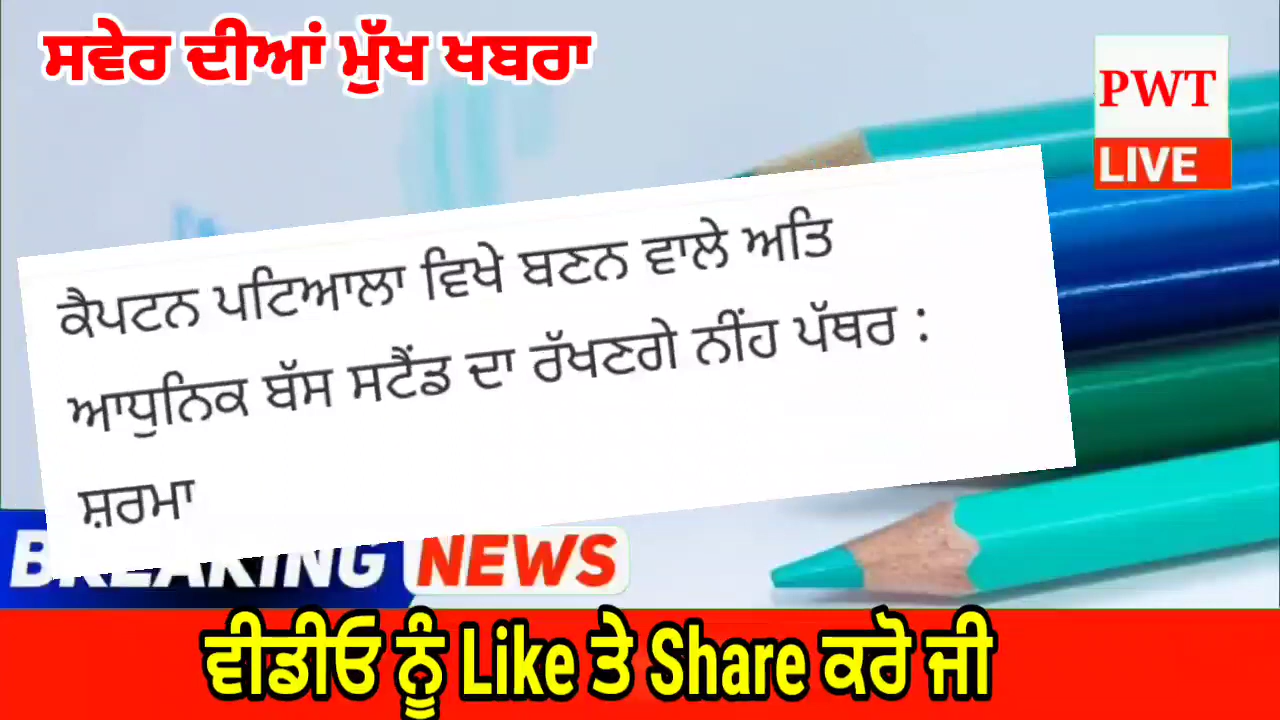 ਸਵੇਰ ਦੀਆਂ ਮੁੱਖ ਖਬਰਾ
PWT
LIVE
ਕੈਪਟਨ ਪਟਿਆਲਾ ਵਿਖੇ ਬਣਨ ਵਾਲੇ ਅਤਿ
ਆਧੁਨਿਕ ਬੱਸ ਸਟੈਂਡ ਦਾ ਰੱਖਣਗੇ ਨੀਂਹ ਪੱਥਰ :
ਸ਼ਰਮਾ
BREAKING NEWS
ਵੀਡੀਓ ਨੂੰ Like ਤੇ Share ਕਰੋ ਜੀ